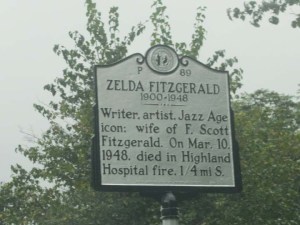 P 89
ZELDA FITZGERALD
1900-1948
Writer, artist, Jazz Age
icon; wife of F. Scott
Fitzgerald. On Mar. 10,
1948, died in Highland
Hospital fire, 1/4 mi S.